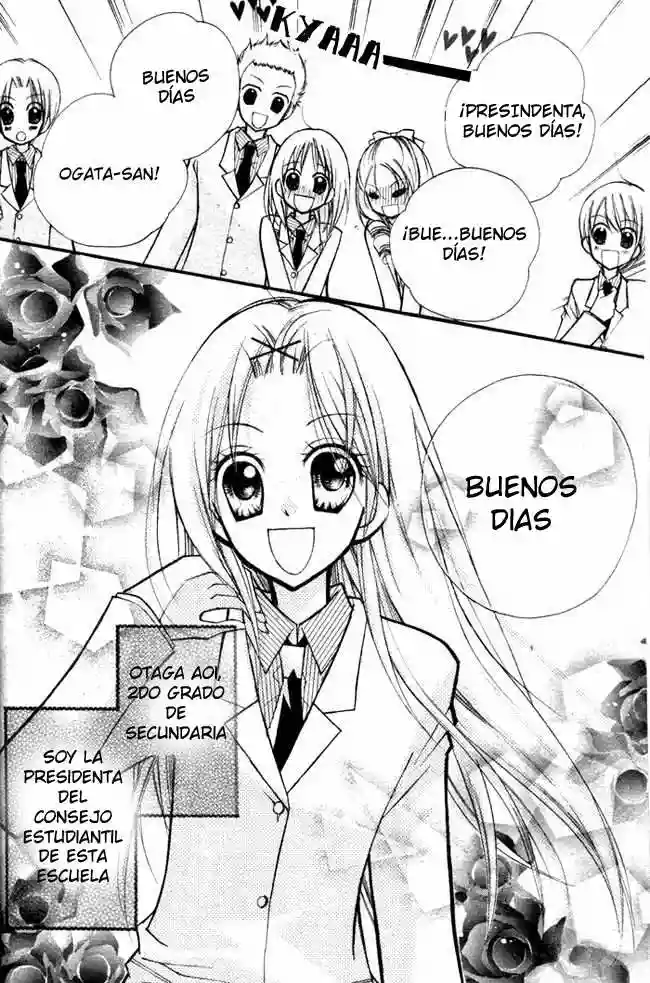 KYAAA
BUENOS
DÍAS
OGATA-SAN!
¡PRESINDENTA,
BUENOS DÍAS!
¡BUE...BUENOS
DÍAS!
BUENOS
DIAS
OTAGA AOI,
2DO GRADO
DE
SECUNDARIA
SOY LA
PRESIDENTA
DEL
CONSEJO
ESTUDIANTIL
DE ESTA
ESCUELA